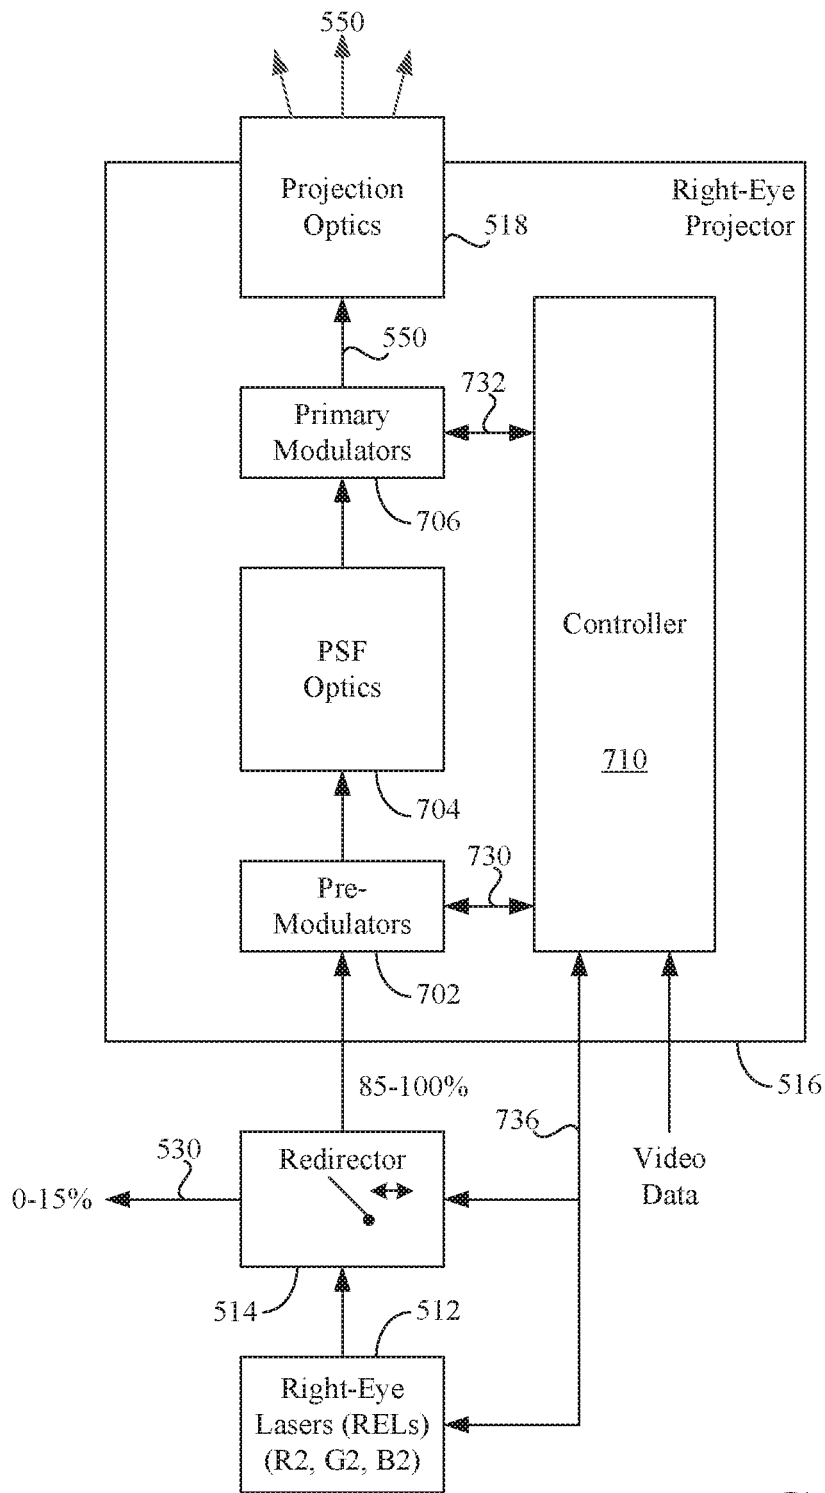 550
Projection
Optics
Right-Eye
Projector
518
550
732
Primary
Modulators
706
Controller
PSF
Optics
710
704
730
Pre-
Modulators
702
516
85-100%
736
530
Redirector
Video
Data
0-15%
514
512
Right-Eye
Lasers (RELs)
(R2, G2, B2)